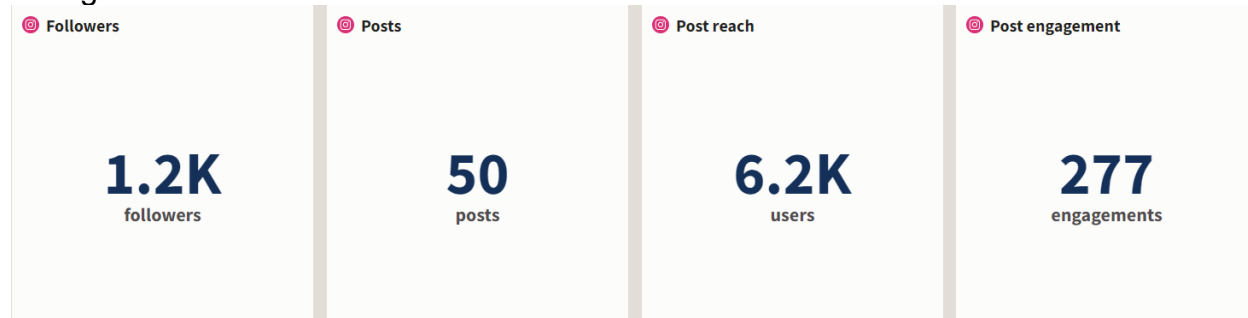 Followers
Posts
Post reach
Post engagement
1.2K
followers
50
posts
6.2K
users
277
engagements